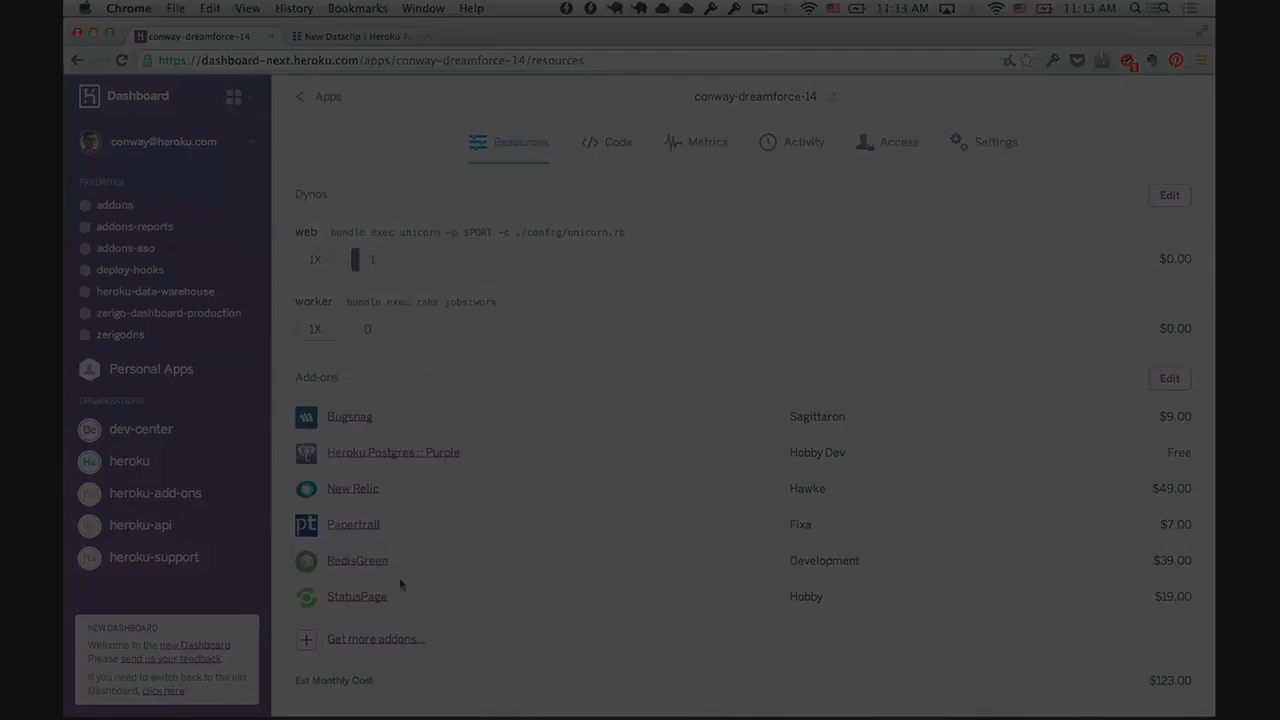 Chrome File Edit View History Bookmarks Window Help 11:13 AM 11:13 AM
conway-dreamforce-14 New Dataclip | Heroku P
https://dashboard-next.heroku.com/apps/conway-dreamforce-14/resources
Dashboard
conway@heroku.com
FAVORITES
addons
addons-reports
addons-sso
deploy-hooks
heroku-data-warehouse
zerigo-dashboard-production
zerigodns
Personal Apps
ORGANIZATIONS
Dc dev-center
He heroku
heroku-add-ons
heroku-api
heroku-support
NEW DASHBOARD
Welcome to the new Dashboard.
Please send us your feedback.
If you need to switch back to the old
Dashboard, click here
Apps
conway-dreamforce-14
Resources </> Code Metrics Activity Access Settings
Dynos Edit
web bundle exec unicorn -p $PORT -c ./config/unicorn.rb
1X 1 $0.00
worker bundle exec rake jobs:work
1X 0 $0.00
Add-ons Edit
Bugsnag Sagittaron $9.00
Heroku Postgres :: Purple Hobby Dev Free
New Relic Hawke $49.00
pt Papertrail Fixa $7.00
RedisGreen Development $39.00
StatusPage Hobby $19.00
Get more addons...
Est Monthly Cost $123.00